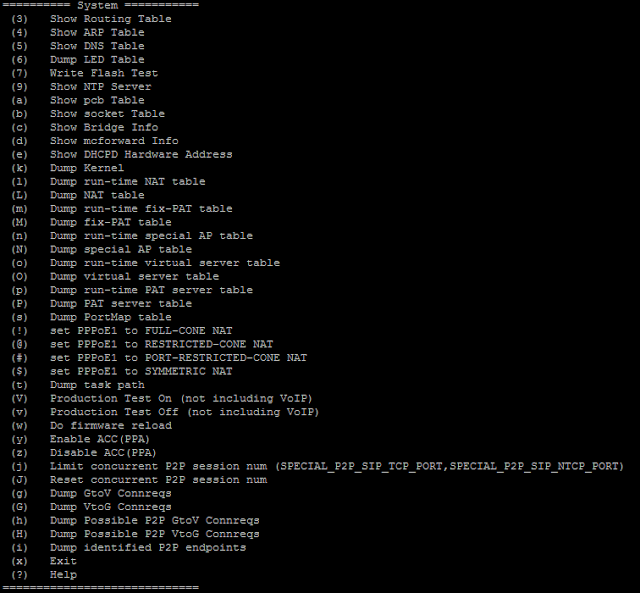 ========== System ===========
(3) Show Routing Table
(4) Show ARP Table
(5) Show DNS Table
(6) Dump LED Table
(7) Write Flash Test
(9) Show NTP Server
(a) Show pcb Table
(b) Show socket Table
(c) Show Bridge Info
(d) Show mcforward Info
(e) Show DHCPD Hardware Address
(k) Dump Kernel
(l) Dump run-time NAT table
(L) Dump NAT table
(m) Dump run-time fix-PAT table
(M) Dump fix-PAT table
(n) Dump run-time special AP table
(N) Dump special AP table
(o) Dump run-time virtual server table
(O) Dump virtual server table
(p) Dump run-time PAT server table
(P) Dump PAT server table
(s) Dump PortMap table
(!) set PPPoE1 to FULL-CONE NAT
(@) set PPPoE1 to RESTRICTED-CONE NAT
(#) set PPPoE1 to PORT-RESTRICTED-CONE NAT
($) set PPPoE1 to SYMMETRIC NAT
(t) Dump task path
(V) Production Test On (not including VoIP)
(v) Production Test Off (not including VoIP)
(w) Do firmware reload
(y) Enable ACC(PPA)
(z) Disable ACC(PPA)
(j) Limit concurrent P2P session num (SPECIAL_P2P_SIP_TCP_PORT,SPECIAL_P2P_SIP_NTCP_PORT)
(J) Reset concurrent P2P session num
(g) Dump GtoV Connreqs
(G) Dump VtoG Connreqs
(h) Dump Possible P2P GtoV Connreqs
(H) Dump Possible P2P VtoG Connreqs
(i) Dump identified P2P endpoints
(x) Exit
(?) Help
=============================